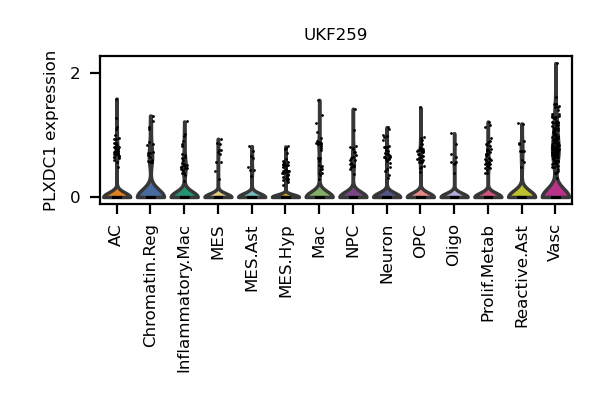 UKF259
PLXDC1 expression
2
0
AC
Chromatin.Reg
Inflammatory.Mac
MES
MES.Ast
MES.Hyp
Mac
NPC
Neuron
OPC
Oligo
Prolif.Metab
Reactive.Ast
Vasc